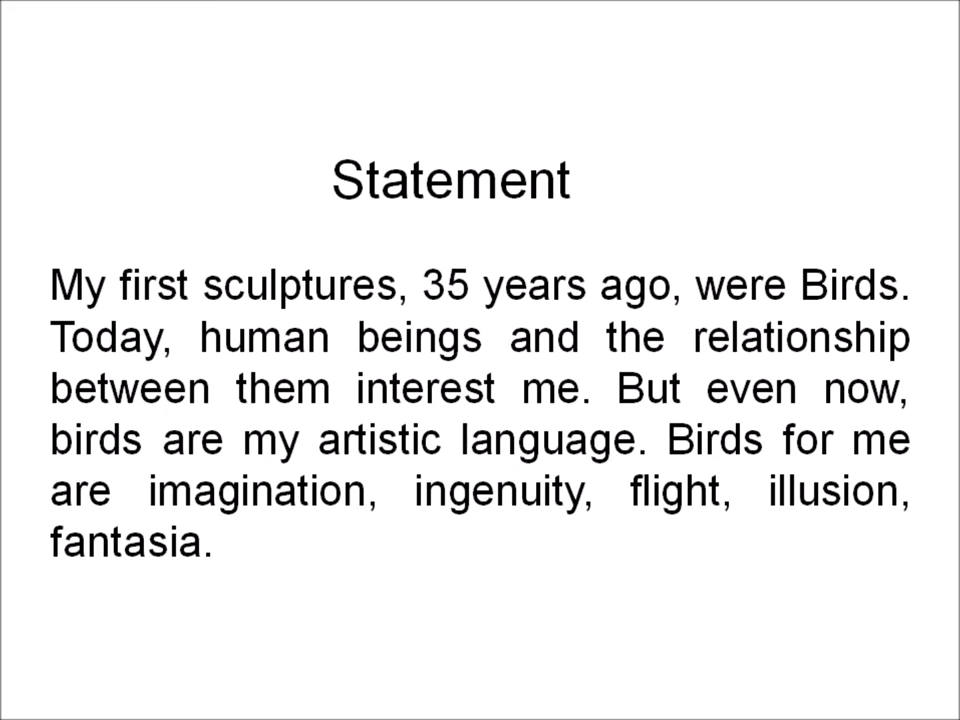 Statement
My first sculptures, 35 years ago, were Birds.
Today, human beings and the relationship
between them interest me. But even now,
birds are my artistic language. Birds for me
are imagination, ingenuity, flight, illusion,
fantasia.